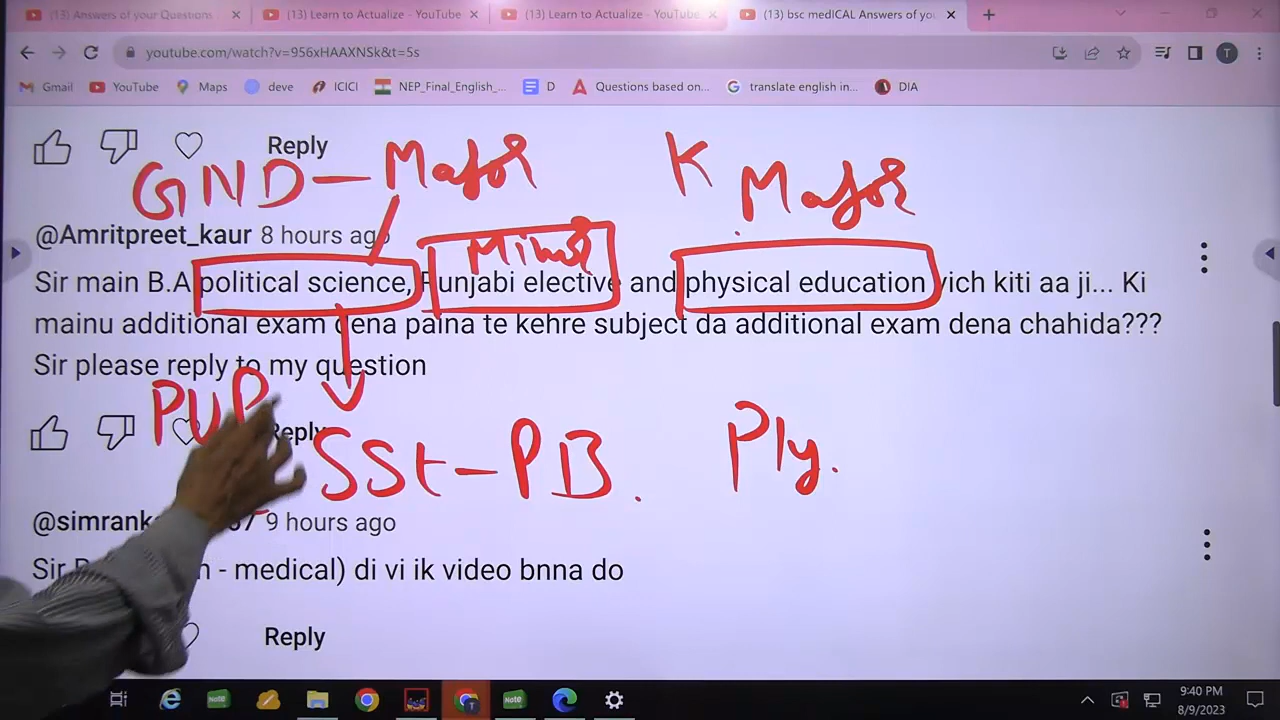 (13) Answers of your Questions
(13) Learn to Actualize - YouTube
(13) Learn to Actualize - YouTube
(13) bsc medICAL Answers of you
youtube.com/watch?v=956xHAAXNSk&t=5s
T
Gmail YouTube Maps deve ICICI NEP_Final_English_... D Questions based on... translate english in... DIA
Reply
GND - Major K Major
@Amritpreet_kaur 8 hours ago
Minor
Sir main B.A political science, Punjabi elective and physical education vich kiti aa ji... Ki
mainu additional exam dena paina te kehre subject da additional exam dena chahida???
Sir please reply to my question
PUP
Reply
SSt - PB. Ply.
9 hours ago
Sir - medical) di vi ik video bnna do
Reply
9:40 PM
8/9/2023